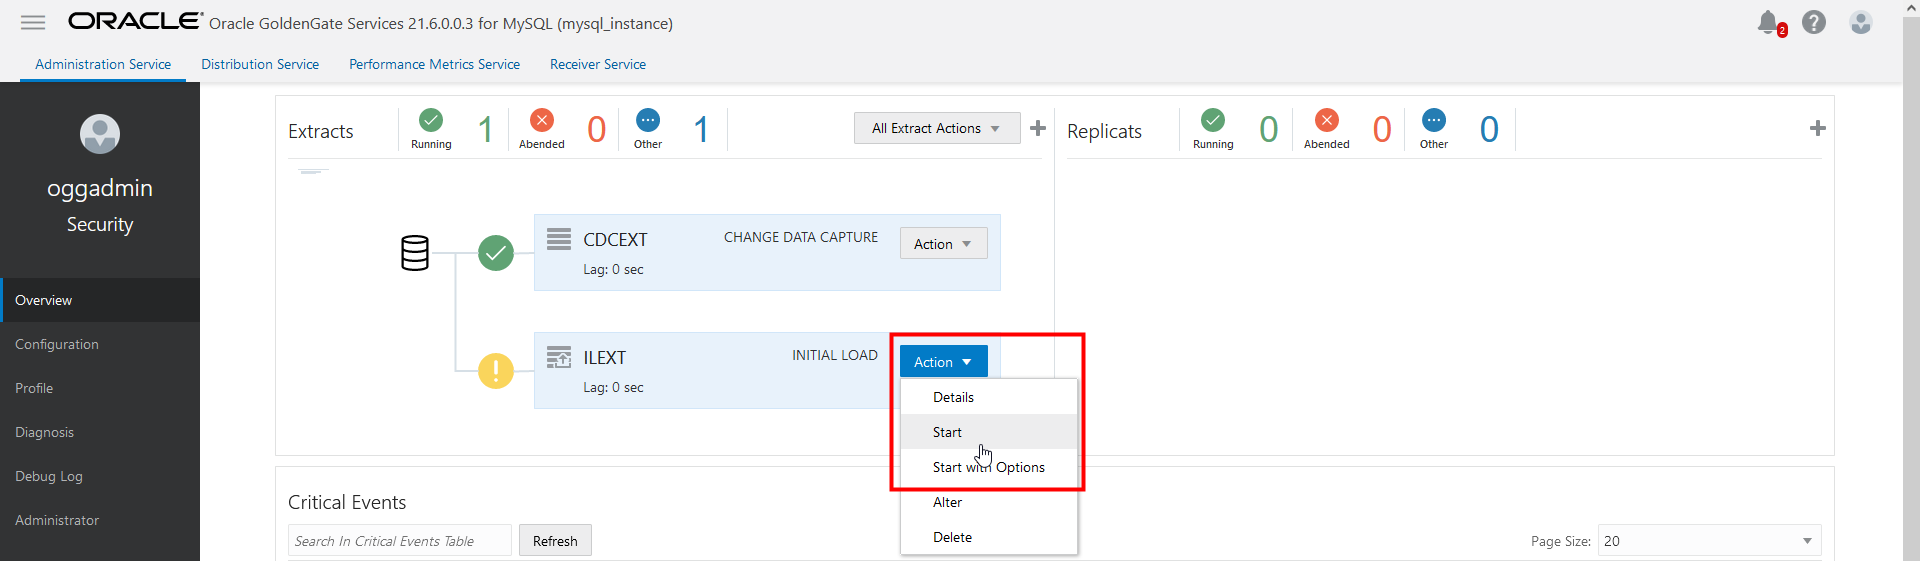 ORACLE Oracle GoldenGate Services 21.6.0.0.3 for MySQL (mysql_instance)
2
?
Administration Service
Distribution Service
Performance Metrics Service
Receiver Service
oggadmin
Security
Overview
Configuration
Profile
Diagnosis
Debug Log
Administrator
Extracts
1
Running
0
Abended
1
Other
All Extract Actions
CDCEXT
CHANGE DATA CAPTURE
Action
Lag: 0 sec
ILEXT
INITIAL LOAD
Action
Lag: 0 sec
Details
Start
Start with Options
Alter
Delete
Replicats
0
Running
0
Abended
0
Other
Critical Events
Search In Critical Events Table
Refresh
Page Size:
20